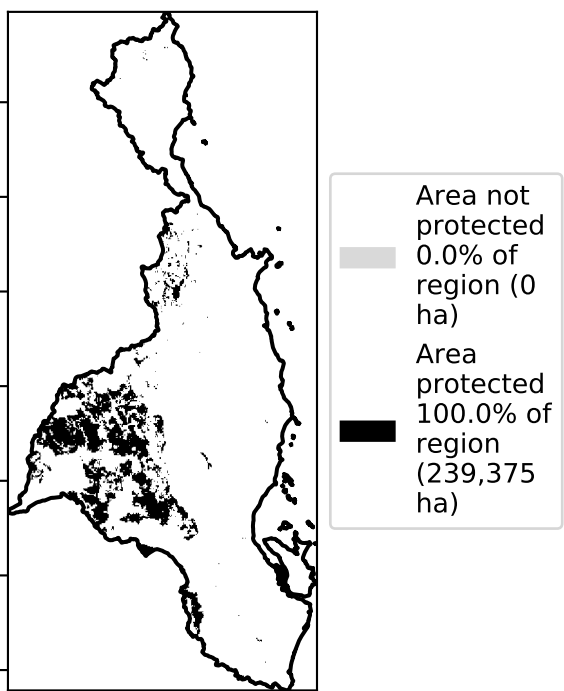 Area not
protected
0.0% of
region (0
ha)
Area
protected
100.0% of
region
(239,375
ha)